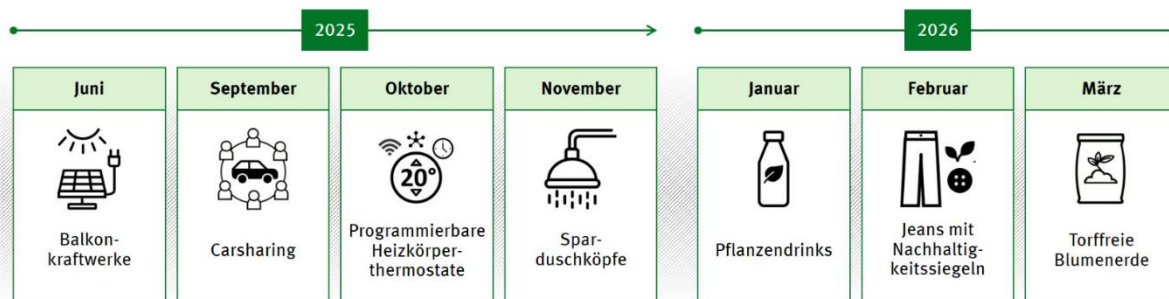 2025
2026
Juni
September
Oktober
November
Januar
Februar
März
20°
Balkon-
kraftwerke
Carsharing
Programmierbare
Heizkörper-
thermostate
Spar-
duschköpfe
Pflanzendrinks
Jeans mit
Nachhaltig-
keitssiegeln
Torffreie
Blumenerde